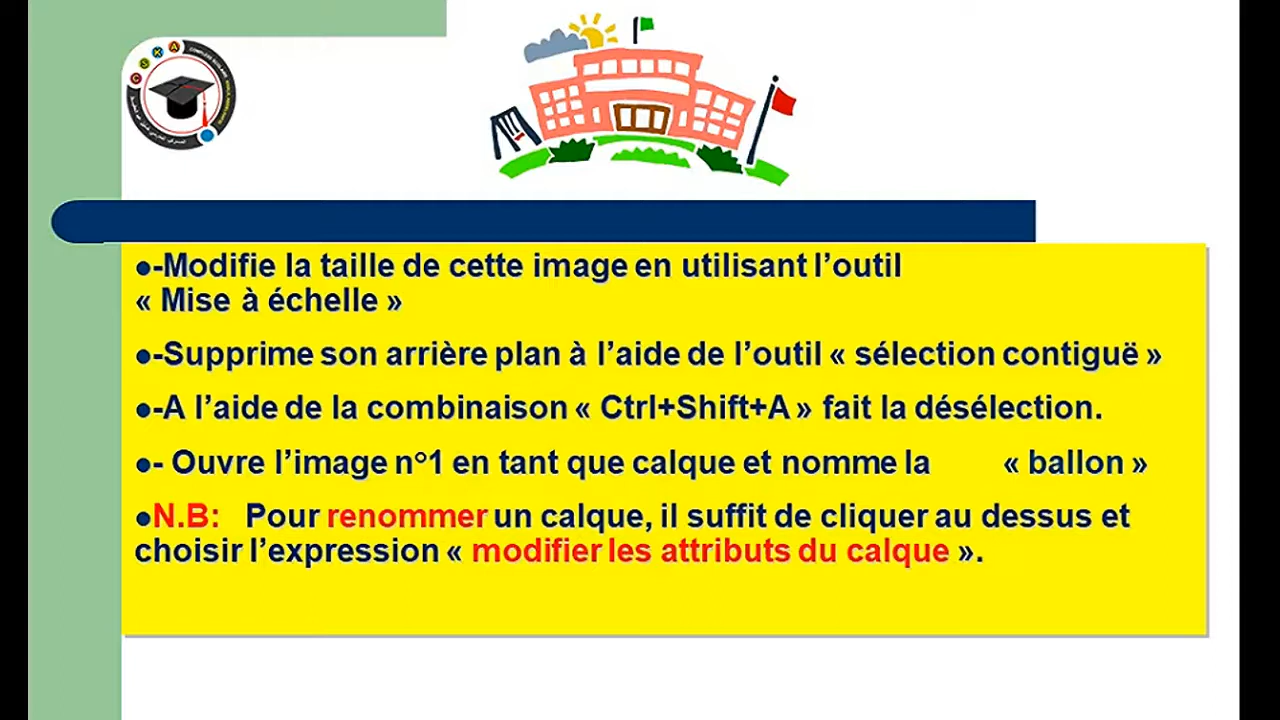 C S K A
●-Modifie la taille de cette image en utilisant l’outil
« Mise à échelle »
●-Supprime son arrière plan à l’aide de l’outil « sélection contiguë »
●-A l’aide de la combinaison « Ctrl+Shift+A » fait la désélection.
●- Ouvre l’image n°1 en tant que calque et nomme la « ballon »
●N.B: Pour renommer un calque, il suffit de cliquer au dessus et
choisir l’expression « modifier les attributs du calque ».